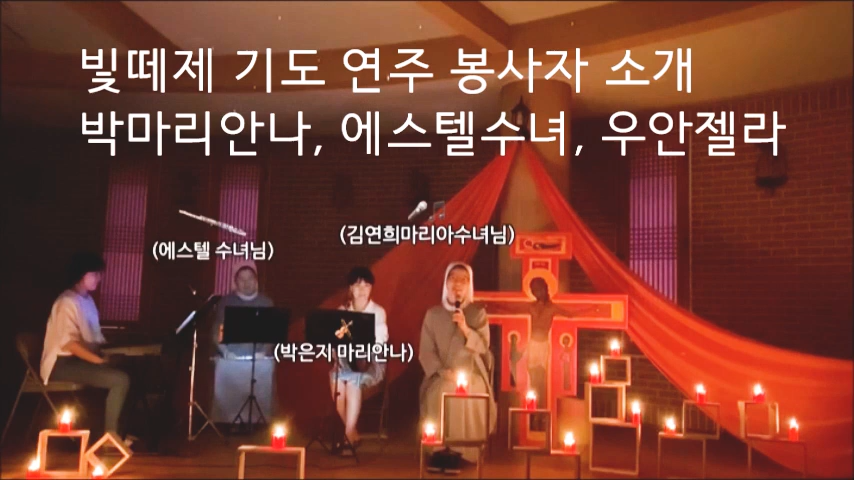 빛떼제 기도 연주 봉사자 소개
박마리안나, 에스텔수녀, 우안젤라
(에스텔 수녀님)
(김연희마리아수녀님)
(박은지 마리안나)